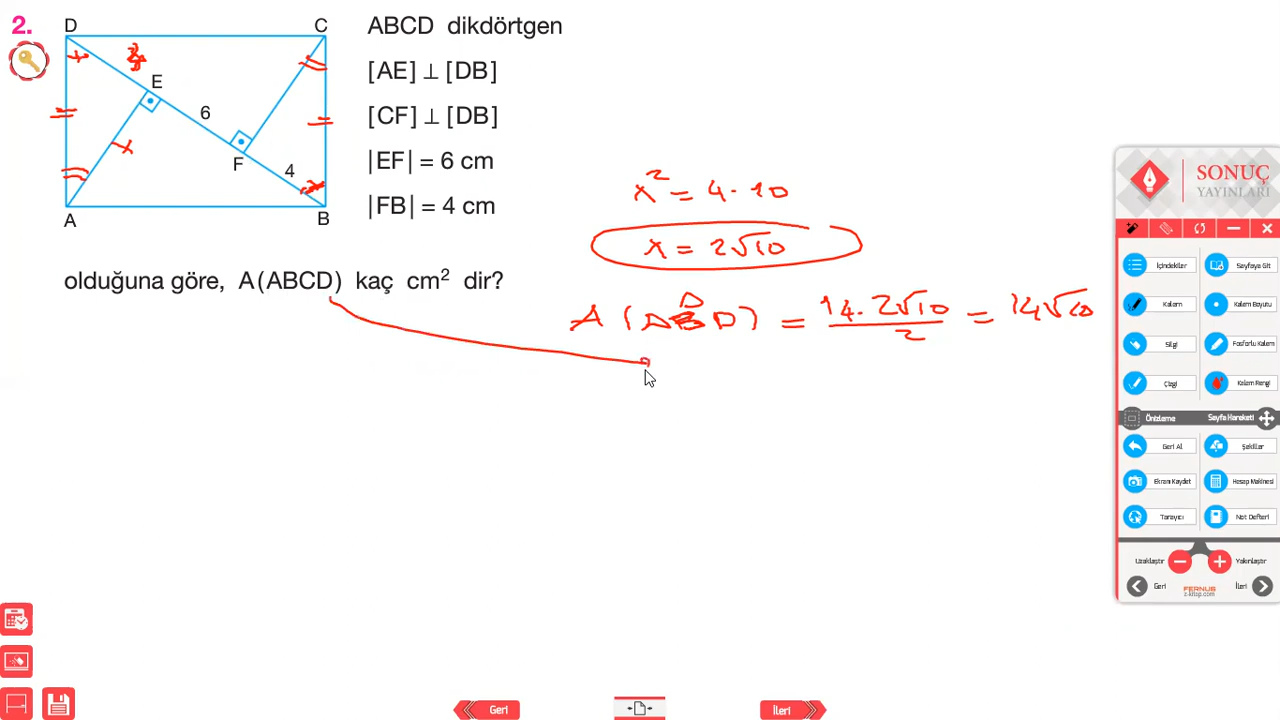 2.
D
C
E
6
F
4
A
B
ABCD dikdörtgen
[AE] ⊥ [DB]
[CF] ⊥ [DB]
|EF| = 6 cm
|FB| = 4 cm
olduğuna göre, A(ABCD) kaç cm² dir?
x² = 4 · 10
x = 2√10
= 14 · 2√10 / 2 = 14√10
SONUÇ
YAYINLARI
İçindekiler
Sayfaya Git
Kalem
Kalem Boyutu
Silgi
Fosforlu Kalem
Çizgi
Kalem Rengi
Önizleme
Sayfa Hareketi
Geri Al
Şekiller
Ekranı Kaydet
Hesap Makinesi
Tarayıcı
Not Defteri
Uzaklaştır
Yakınlaştır
Geri
FERNUS
z-kitap.com
İleri
Geri
İleri